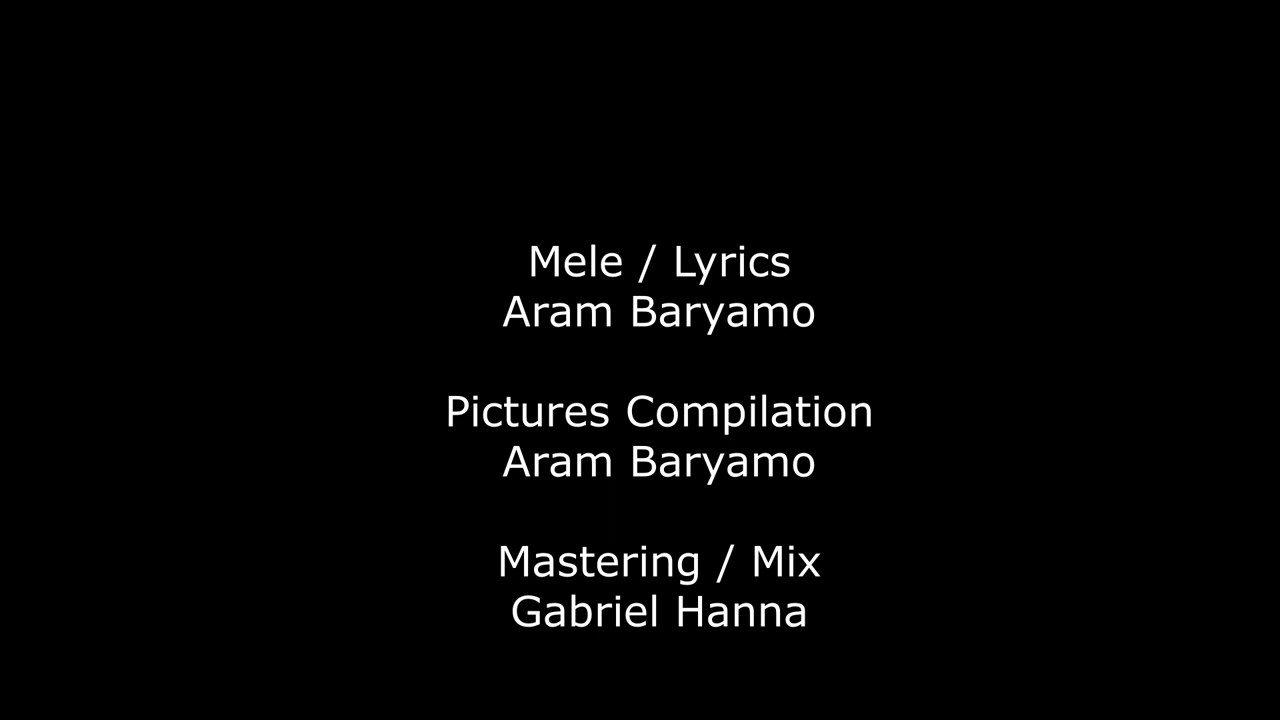 Mele / Lyrics
Aram Baryamo
Pictures Compilation
Aram Baryamo
Mastering / Mix
Gabriel Hanna